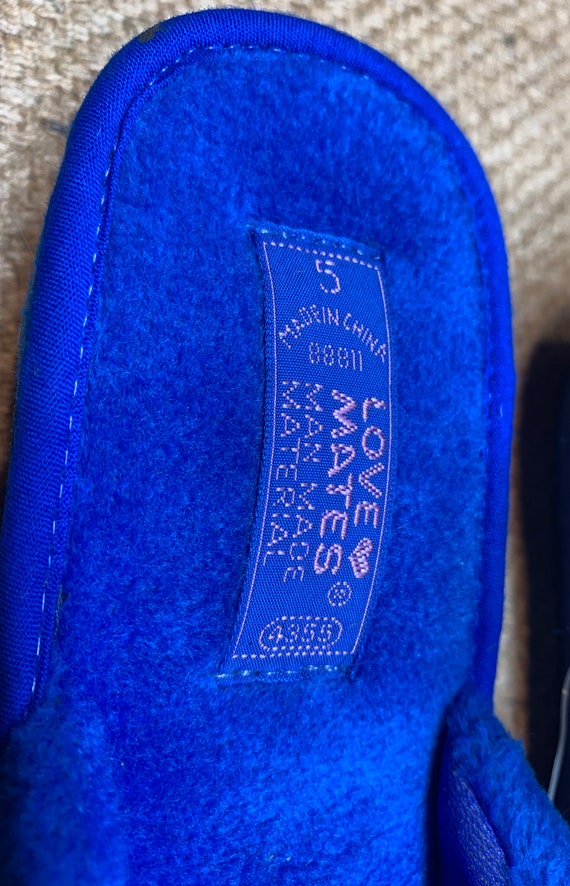 5
MADE IN CHINA
88811
LOVE
MATES®
MAN MADE
MATERIAL
4355